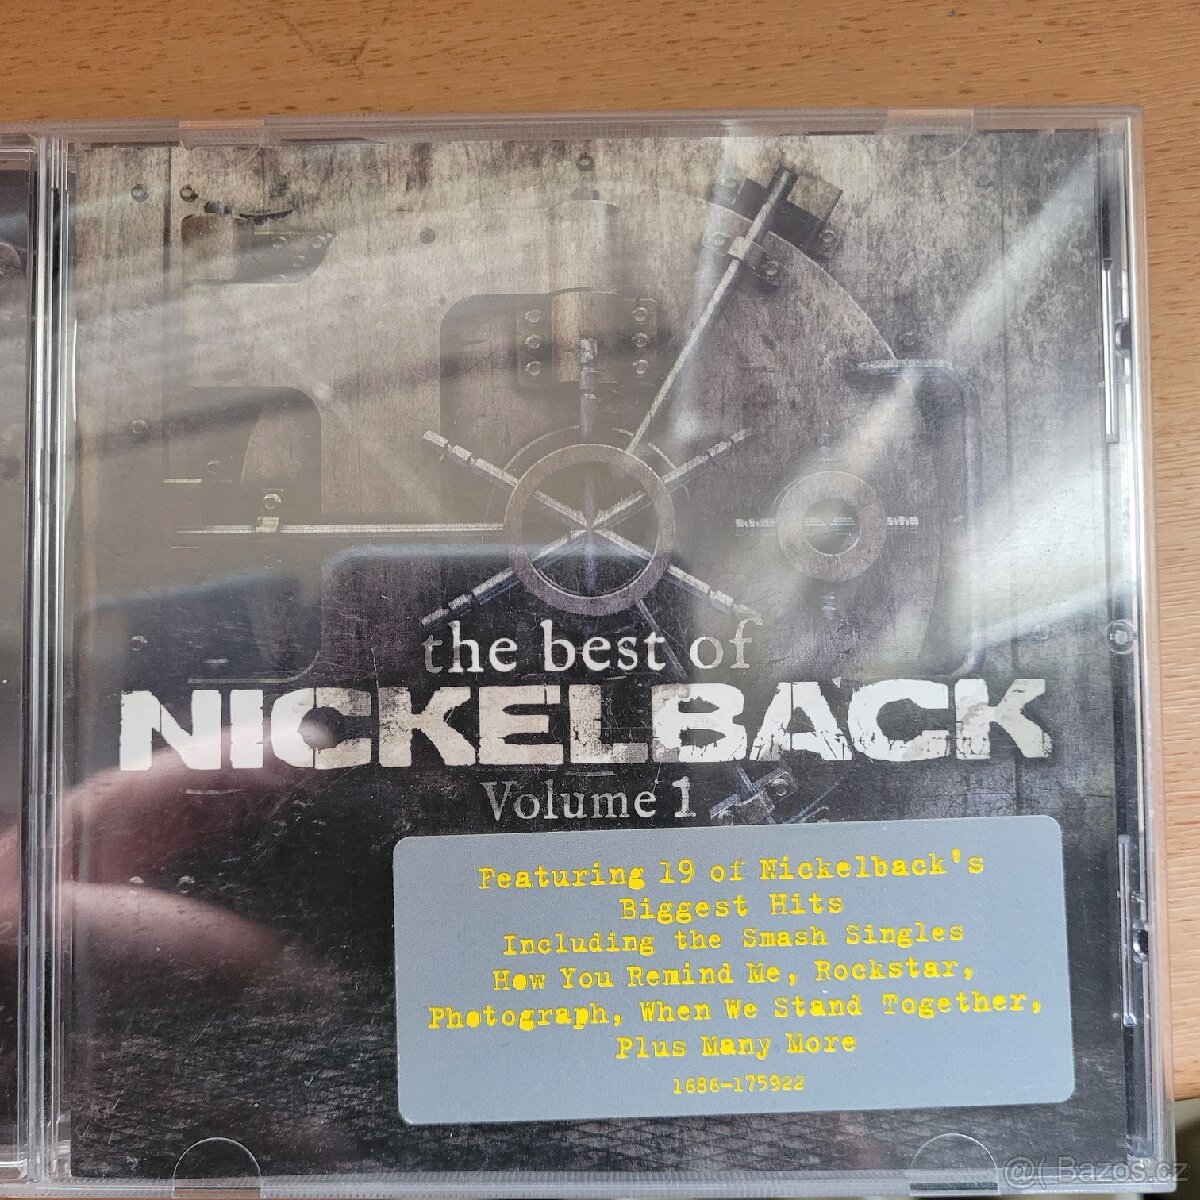 the best of
NICKELBACK
Volume 1
Featuring 19 of Nickelback's
Biggest Hits
Including the Smash Singles
How You Remind Me, Rockstar,
Photograph, When We Stand Together,
Plus Many More
1686-175922
@( Bazos.cz